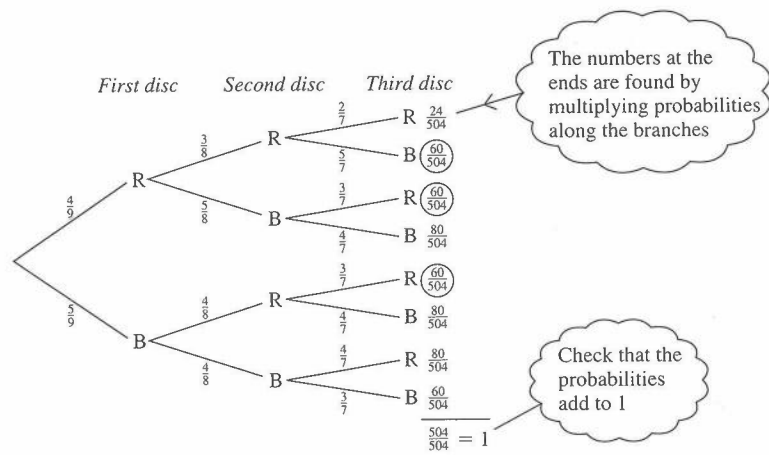 The numbers at the
ends are found by
multiplying probabilities
along the branches
First disc Second disc Third disc
2/7 R 24/504
3/8 R
5/7 B 60/504
4/9 R
3/7 R 60/504
5/8 B
4/7 B 80/504
3/7 R 60/504
4/8 R
4/7 B 80/504
5/9 B
4/7 R 80/504
4/8 B
3/7 B 60/504
504/504 = 1
Check that the
probabilities
add to 1